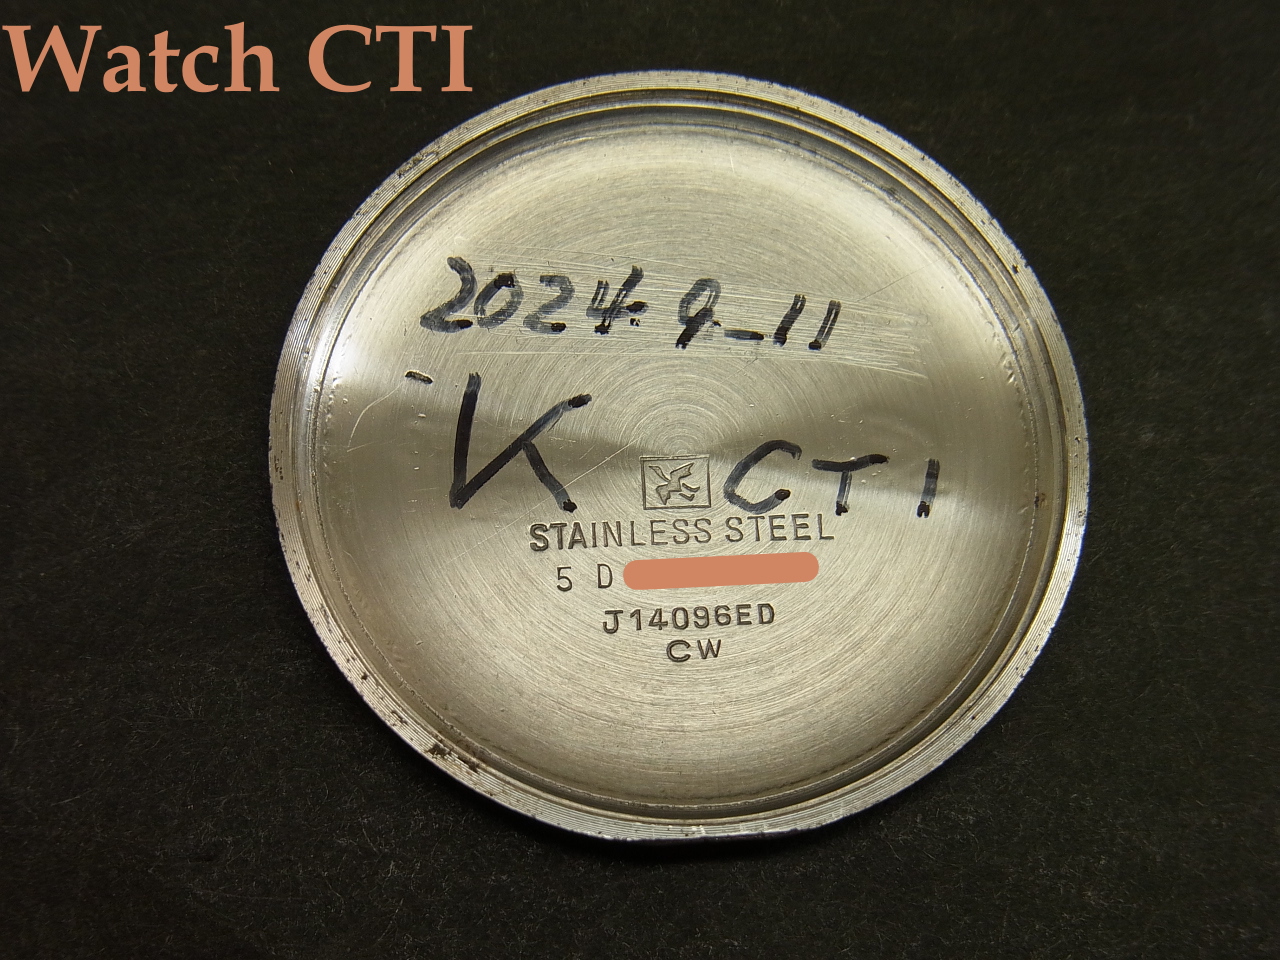 Watch CTI
2024.9-11
K CTI
STAINLESS STEEL
5 D
J14096ED
CW